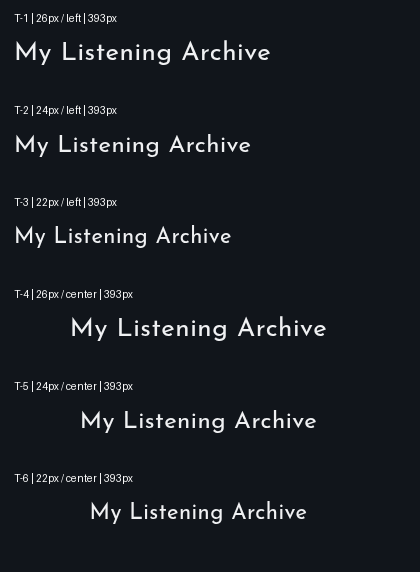 T-1 | 26px / left | 393px
My Listening Archive
T-2 | 24px / left | 393px
My Listening Archive
T-3 | 22px / left | 393px
My Listening Archive
T-4 | 26px / center | 393px
My Listening Archive
T-5 | 24px / center | 393px
My Listening Archive
T-6 | 22px / center | 393px
My Listening Archive